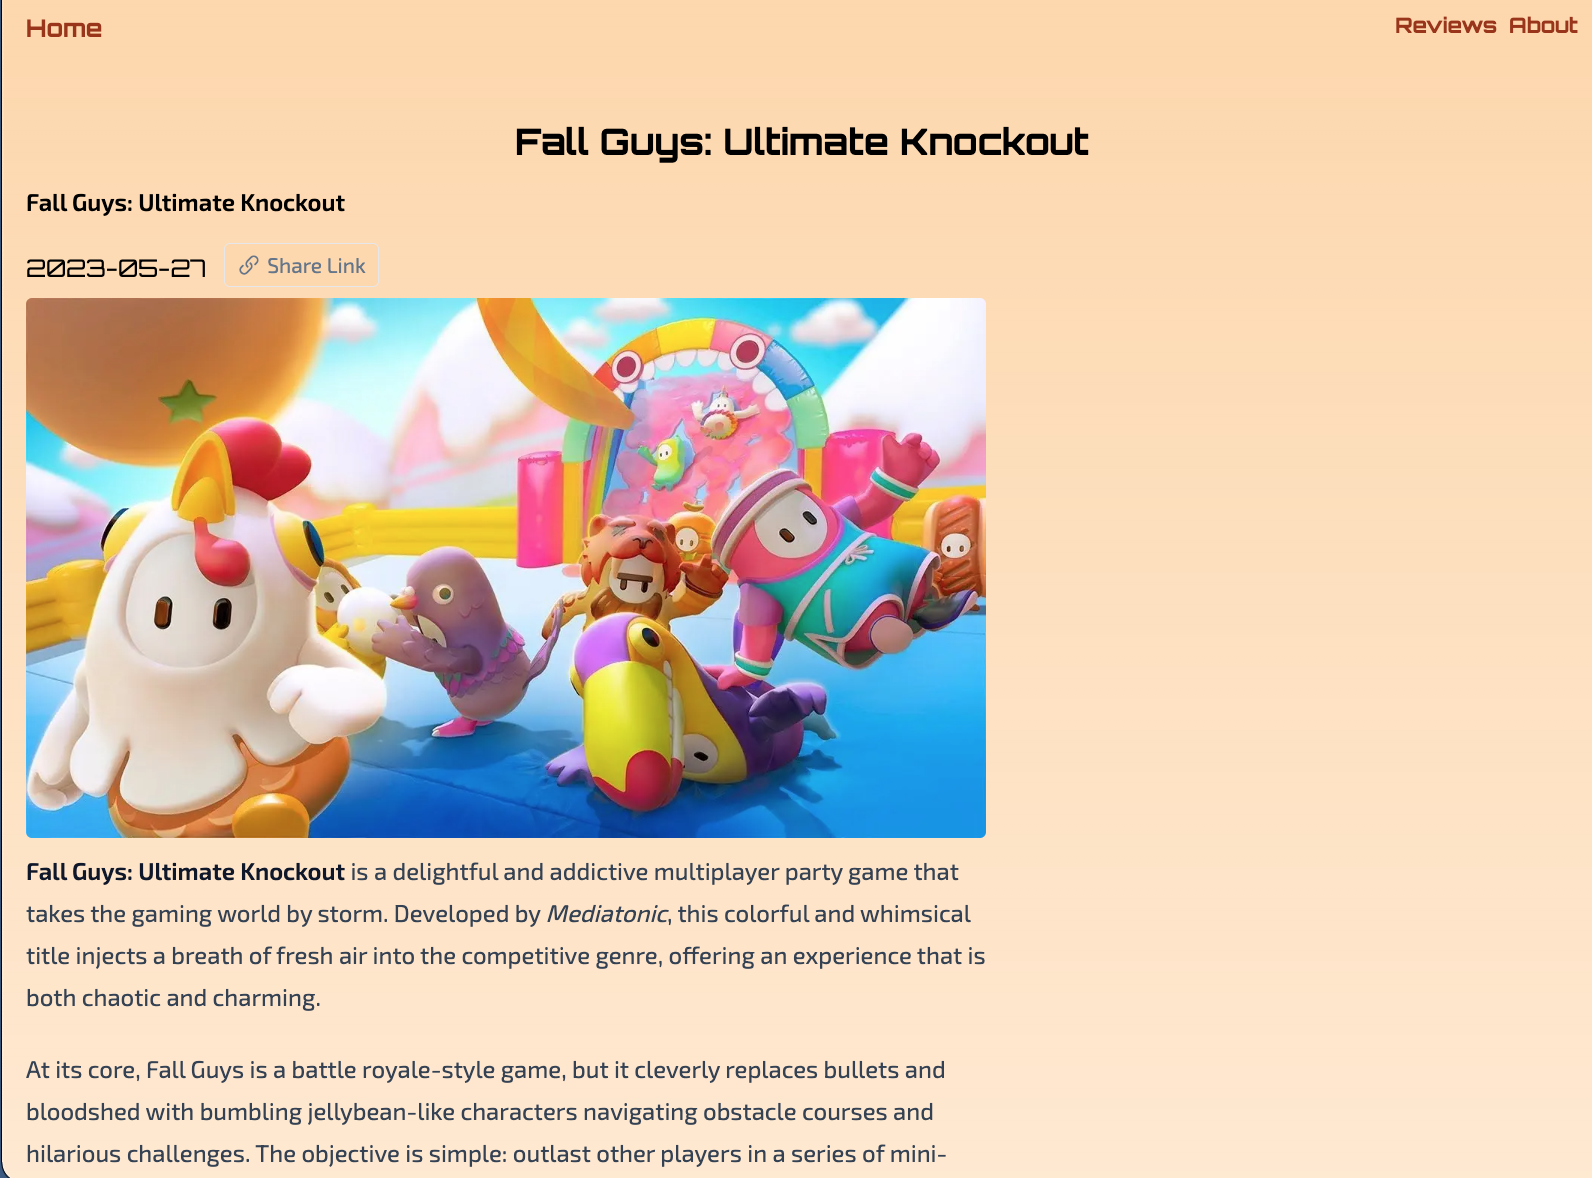 Home
Reviews About
Fall Guys: Ultimate Knockout
Fall Guys: Ultimate Knockout
2023-05-27
Share Link
Fall Guys: Ultimate Knockout is a delightful and addictive multiplayer party game that
takes the gaming world by storm. Developed by Mediatonic, this colorful and whimsical
title injects a breath of fresh air into the competitive genre, offering an experience that is
both chaotic and charming.
At its core, Fall Guys is a battle royale-style game, but it cleverly replaces bullets and
bloodshed with bumbling jellybean-like characters navigating obstacle courses and
hilarious challenges. The objective is simple: outlast other players in a series of mini-